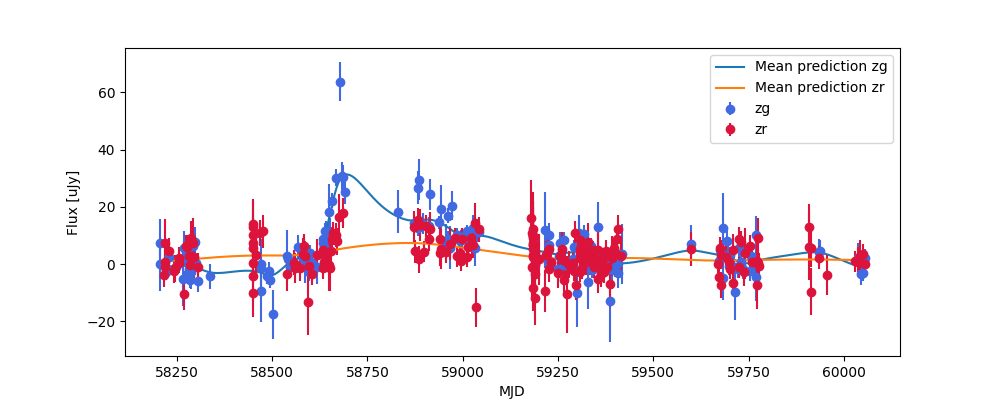 Mean prediction zg
Mean prediction zr
zg
zr
Flux [uJy]
60
40
20
0
−20
58250 58500 58750 59000 59250 59500 59750 60000
MJD